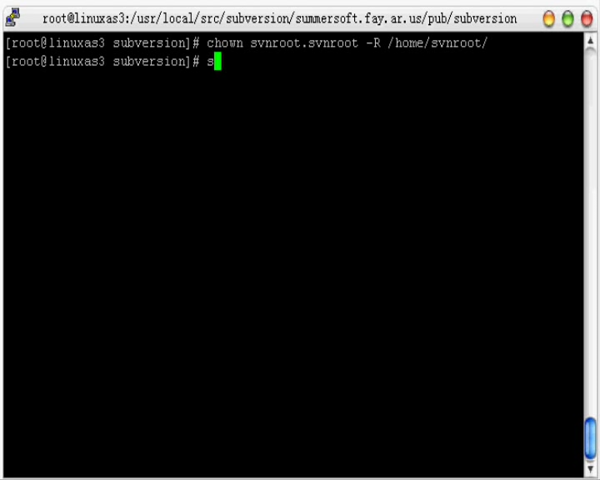 root@linuxas3:/usr/local/src/subversion/summersoft.fay.ar.us/pub/subversion
[root@linuxas3 subversion]# chown svnroot.svnroot -R /home/svnroot/
[root@linuxas3 subversion]# s